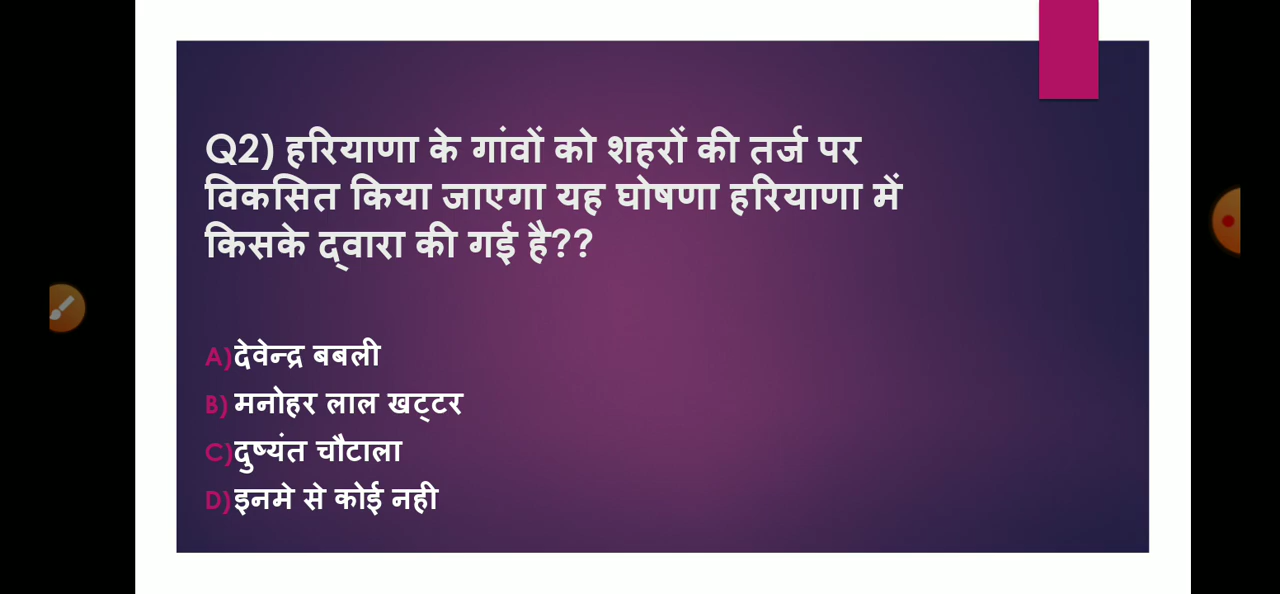 Q2) हरियाणा के गांवों को शहरों की तर्ज पर
विकसित किया जाएगा यह घोषणा हरियाणा में
किसके द्वारा की गई है??
A)देवेन्द्र बबली
B) मनोहर लाल खट्टर
C)दुष्यंत चौटाला
D)इनमे से कोई नही